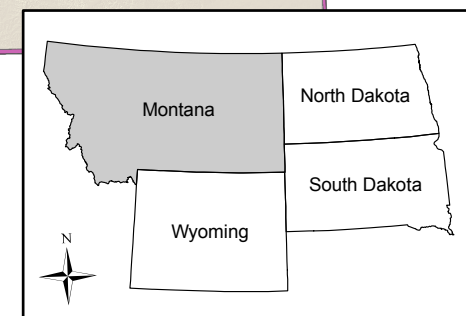 North Dakota
Montana
South Dakota
Wyoming
N